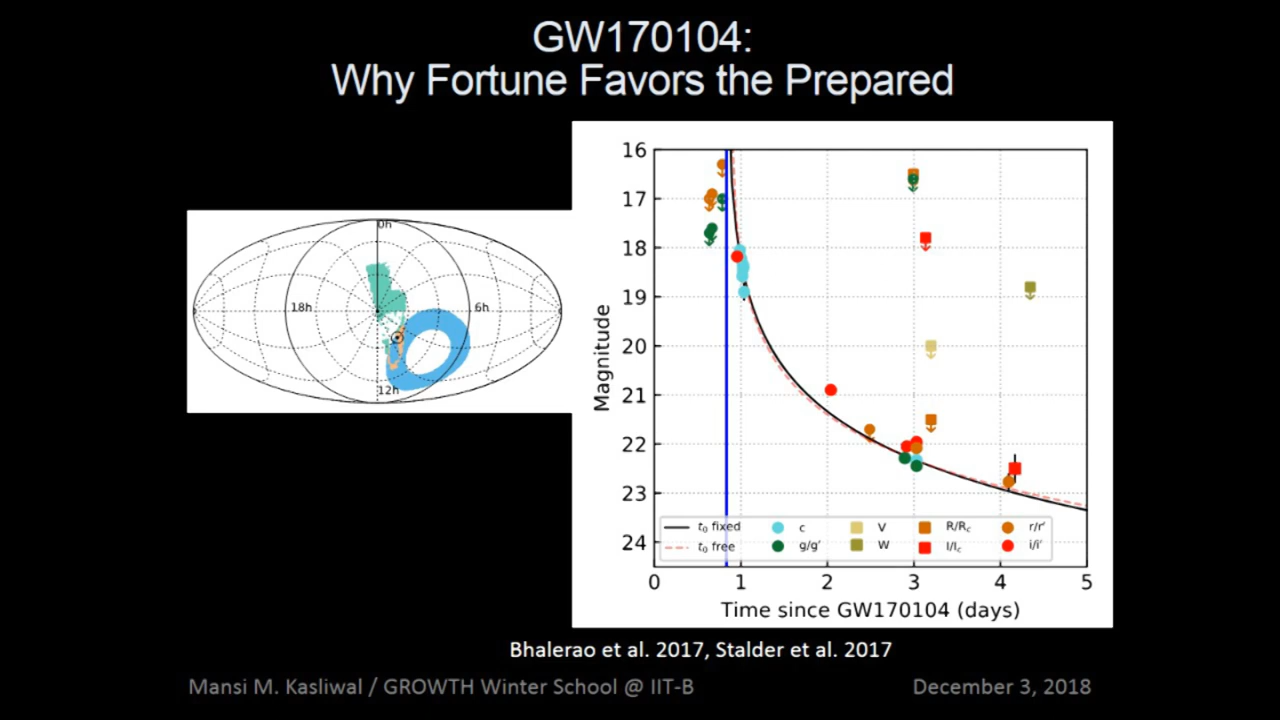 GW170104:
Why Fortune Favors the Prepared
0h
18h
6h
12h
16
17
18
19
20
21
22
23
24
Magnitude
t₀ fixed
t₀ free
c
g/g′
V
W
R/R꜀
I/I꜀
r/r′
i/i′
0 1 2 3 4 5
Time since GW170104 (days)
Bhalerao et al. 2017, Stalder et al. 2017
Mansi M. Kasliwal / GROWTH Winter School @ IIT-B
December 3, 2018